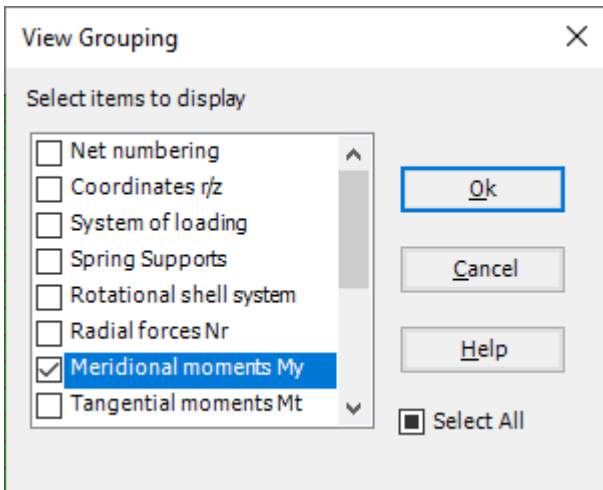 View Grouping
Select items to display
Net numbering
Coordinates r/z
System of loading
Spring Supports
Rotational shell system
Radial forces Nr
Meridional moments My
Tangential moments Mt
Ok
Cancel
Help
Select All